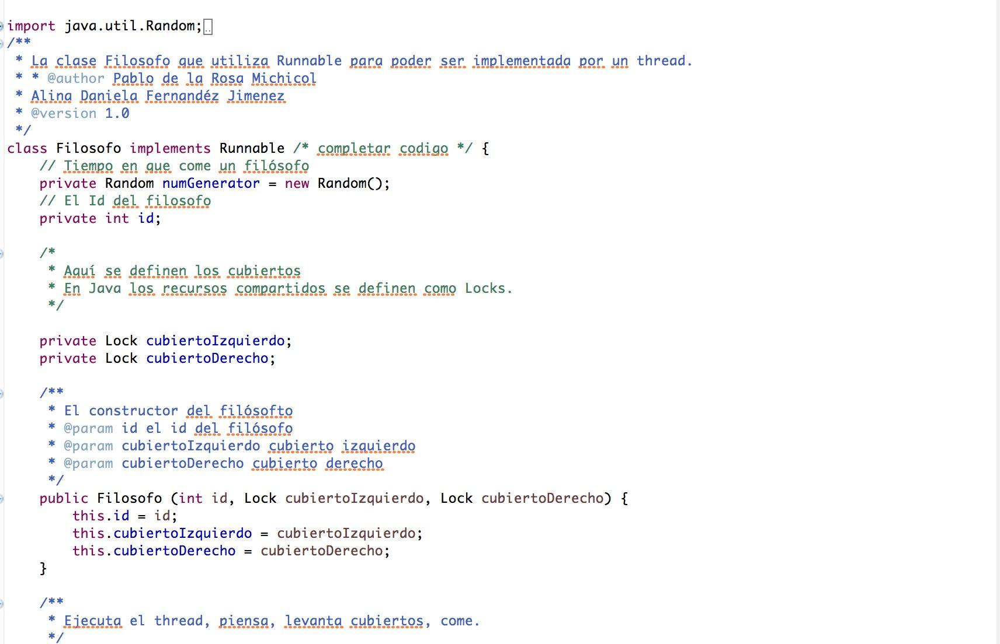 import java.util.Random;
/**
* La clase Filosofo que utiliza Runnable para poder ser implementada por un thread.
* * @author Pablo de la Rosa Michicol
* Alina Daniela Fernandéz Jimenez
* @version 1.0
*/
class Filosofo implements Runnable /* completar codigo */ {
// Tiempo en que come un filósofo
private Random numGenerator = new Random();
// El Id del filosofo
private int id;
/*
* Aquí se definen los cubiertos
* En Java los recursos compartidos se definen como Locks.
*/
private Lock cubiertoIzquierdo;
private Lock cubiertoDerecho;
/**
* El constructor del filósofto
* @param id el id del filósofo
* @param cubiertoIzquierdo cubierto izquierdo
* @param cubiertoDerecho cubierto derecho
*/
public Filosofo (int id, Lock cubiertoIzquierdo, Lock cubiertoDerecho) {
this.id = id;
this.cubiertoIzquierdo = cubiertoIzquierdo;
this.cubiertoDerecho = cubiertoDerecho;
}
/**
* Ejecuta el thread, piensa, levanta cubiertos, come.
*/